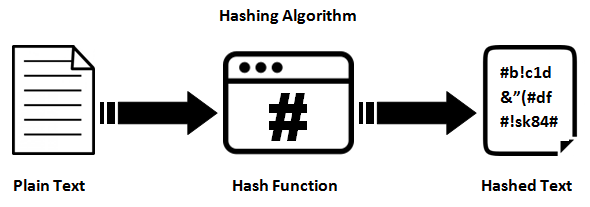 Hashing Algorithm
#
#b!c1d
&”(#df
#!sk84#
Plain Text
Hash Function
Hashed Text